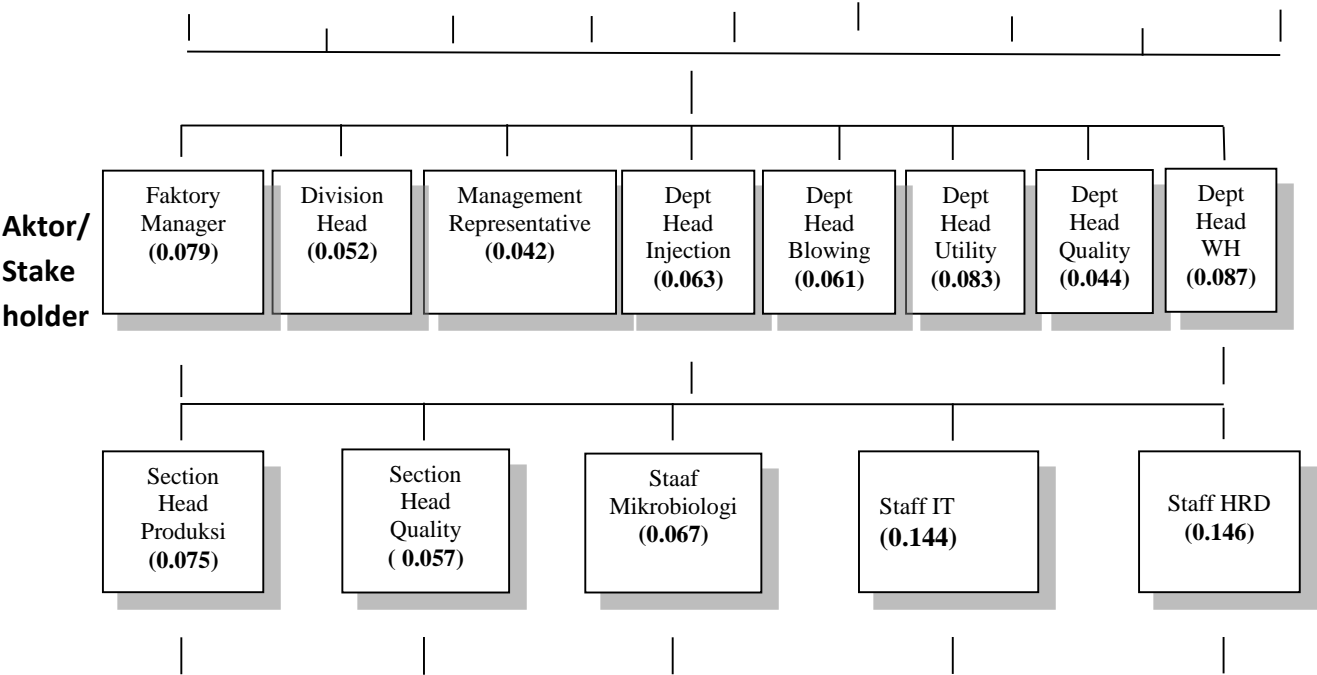 Aktor/
Stake
holder
Faktory
Manager
(0.079)
Division
Head
(0.052)
Management
Representative
(0.042)
Dept
Head
Injection
(0.063)
Dept
Head
Blowing
(0.061)
Dept
Head
Utility
(0.083)
Dept
Head
Quality
(0.044)
Dept
Head
WH
(0.087)
Section
Head
Produksi
(0.075)
Section
Head
Quality
( 0.057)
Staaf
Mikrobiologi
(0.067)
Staff IT
(0.144)
Staff HRD
(0.146)